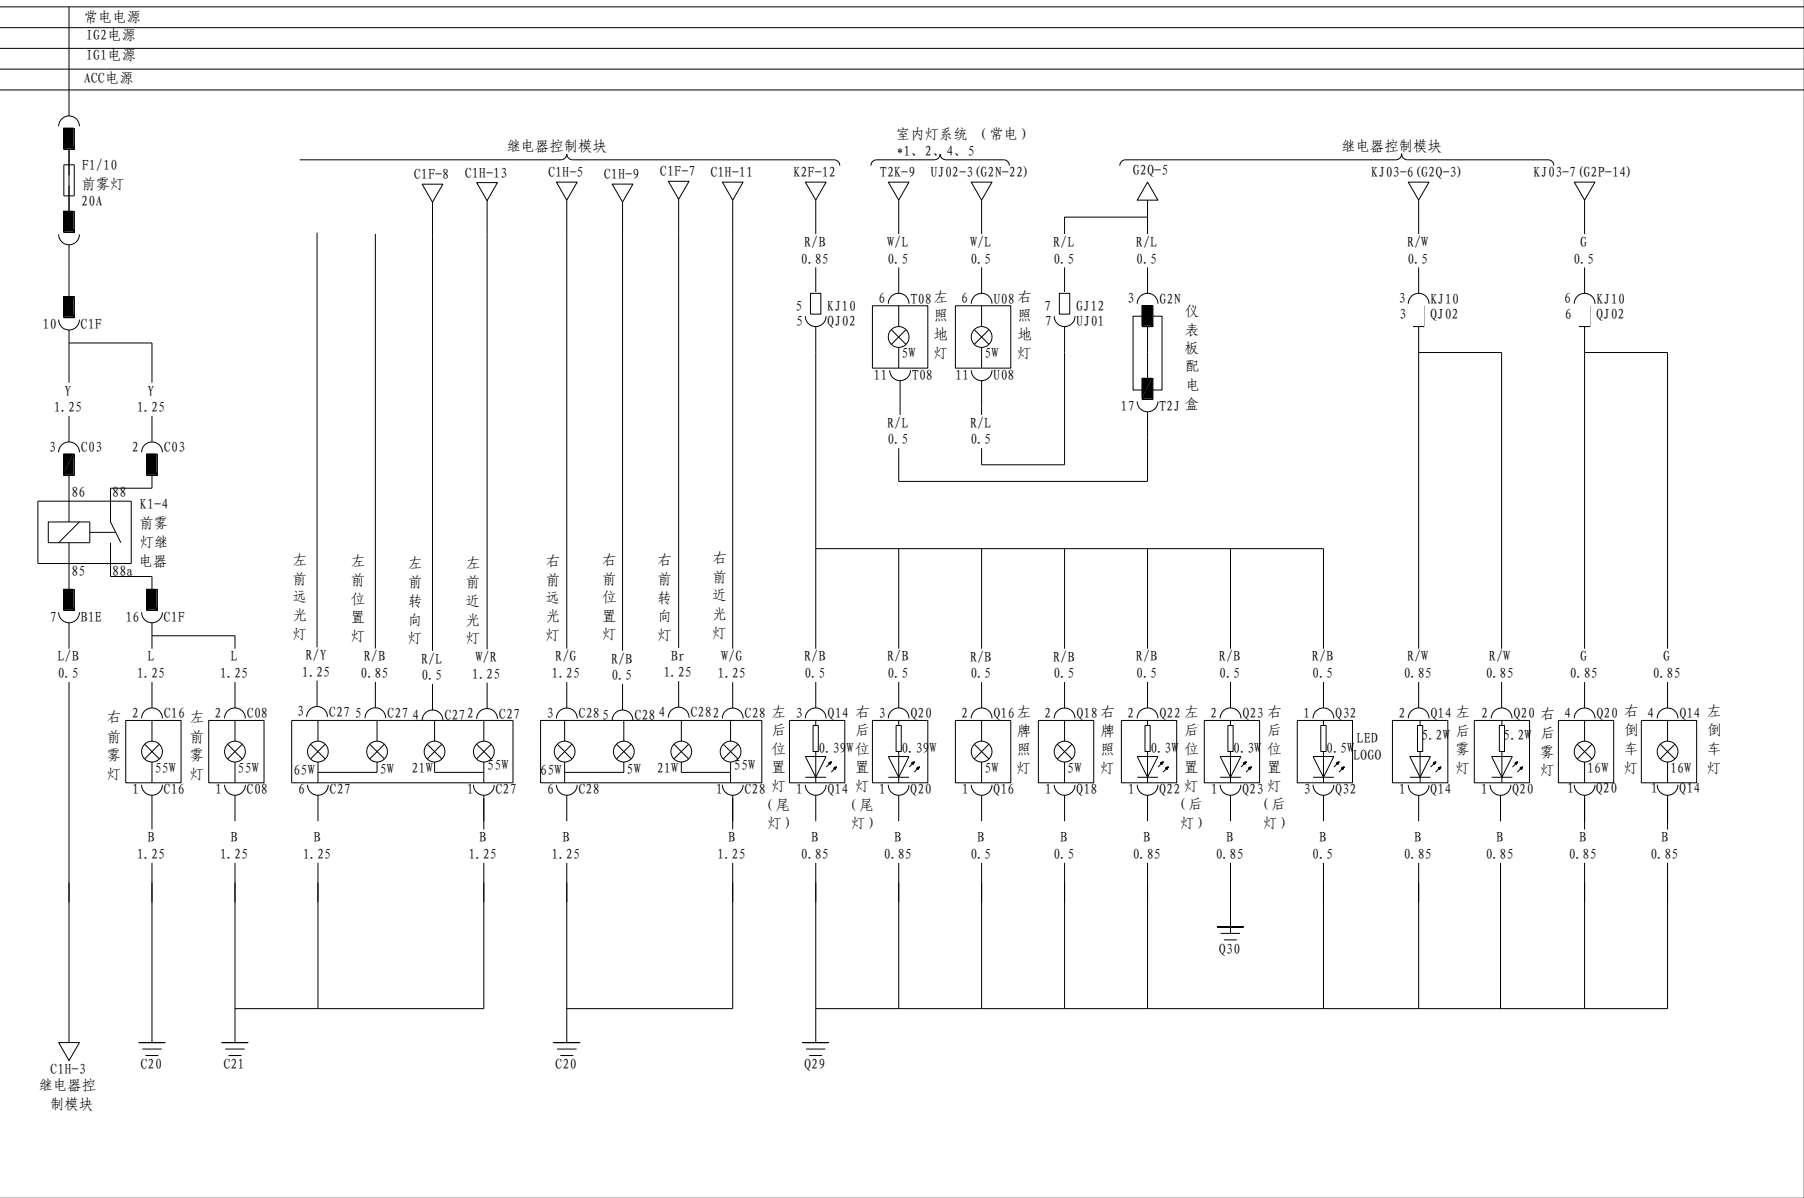 常电电源
IG2电源
IG1电源
ACC电源
F1/10
前雾灯
20A
继电器控制模块
室内灯系统 (常电)
*1、2、4、5
继电器控制模块
C1F-8
C1H-13
C1H-5
C1H-9
C1F-7
C1H-11
K2F-12
T2K-9
UJ02-3(G2N-22)
G2Q-5
KJ03-6(G2Q-3)
KJ03-7(G2P-14)
R/B
0.85
W/L
0.5
W/L
0.5
R/L
0.5
R/L
0.5
R/W
0.5
G
0.5
10 C1F
5 KJ10
5 QJ02
6 T08
左照地灯
5W
11 T08
6 U08
右照地灯
5W
11 U08
7 GJ12
7 UJ01
3 G2N
仪表板配电盒
17 T2J
3 KJ10
3 QJ02
6 KJ10
6 QJ02
Y
1.25
Y
1.25
R/L
0.5
R/L
0.5
3 C03
2 C03
86
88
K1-4
前雾
灯继
电器
85
88a
7 B1E
16 C1F
左前远光灯
左前位置灯
左前转向灯
左前近光灯
右前远光灯
右前位置灯
右前转向灯
右前近光灯
L/B
0.5
L
1.25
L
1.25
R/Y
1.25
R/B
0.85
R/L
0.5
W/R
1.25
R/G
1.25
R/B
0.5
Br
1.25
W/G
1.25
R/B
0.5
R/B
0.5
R/B
0.5
R/B
0.5
R/B
0.5
R/B
0.5
R/B
0.5
R/W
0.85
R/W
0.85
G
0.85
G
0.85
右前雾灯
2 C16
55W
1 C16
左前雾灯
2 C08
55W
1 C08
3 C27
5 C27
4 C27
2 C27
65W
5W
21W
55W
6 C27
1 C27
3 C28
5 C28
4 C28
2 C28
65W
5W
21W
55W
6 C28
1 C28
左后位置灯(尾灯)
3 Q14
0.39W
1 Q14
右后位置灯(尾灯)
3 Q20
0.39W
1 Q20
2 Q16
5W
1 Q16
左牌照灯
2 Q18
5W
1 Q18
右牌照灯
2 Q22
0.3W
1 Q22
左后位置灯(后灯)
2 Q23
0.3W
1 Q23
右后位置灯(后灯)
1 Q32
0.5W
3 Q32
LED
LOGO
2 Q14
5.2W
1 Q14
左后雾灯
2 Q20
5.2W
1 Q20
右后雾灯
4 Q20
16W
1 Q20
右倒车灯
4 Q14
16W
1 Q14
左倒车灯
B
1.25
B
1.25
B
1.25
B
1.25
B
1.25
B
1.25
B
0.85
B
0.85
B
0.5
B
0.5
B
0.85
B
0.85
B
0.5
B
0.85
B
0.85
B
0.85
B
0.85
Q30
C1H-3
继电器控
制模块
C20
C21
C20
Q29